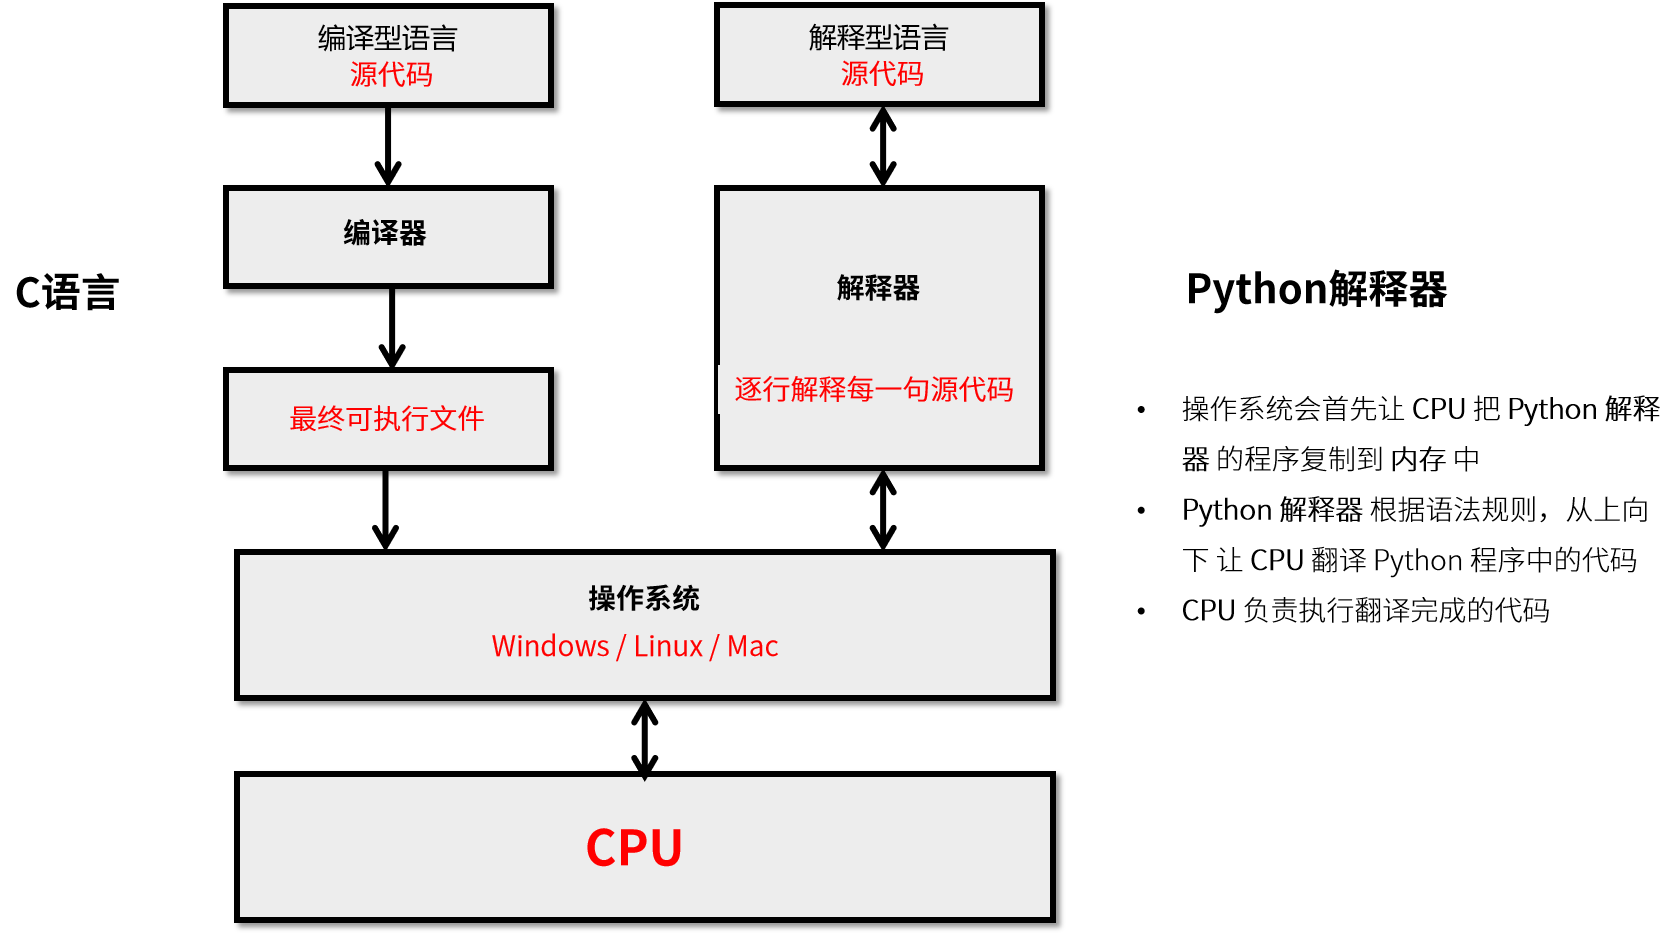 编译型语言
源代码
解释型语言
源代码
编译器
C语言
解释器
Python解释器
最终可执行文件
逐行解释每一句源代码
• 操作系统会首先让 CPU 把 Python 解释
器 的程序复制到 内存 中
• Python 解释器 根据语法规则，从上向
下 让 CPU 翻译 Python 程序中的代码
• CPU 负责执行翻译完成的代码
操作系统
Windows / Linux / Mac
CPU